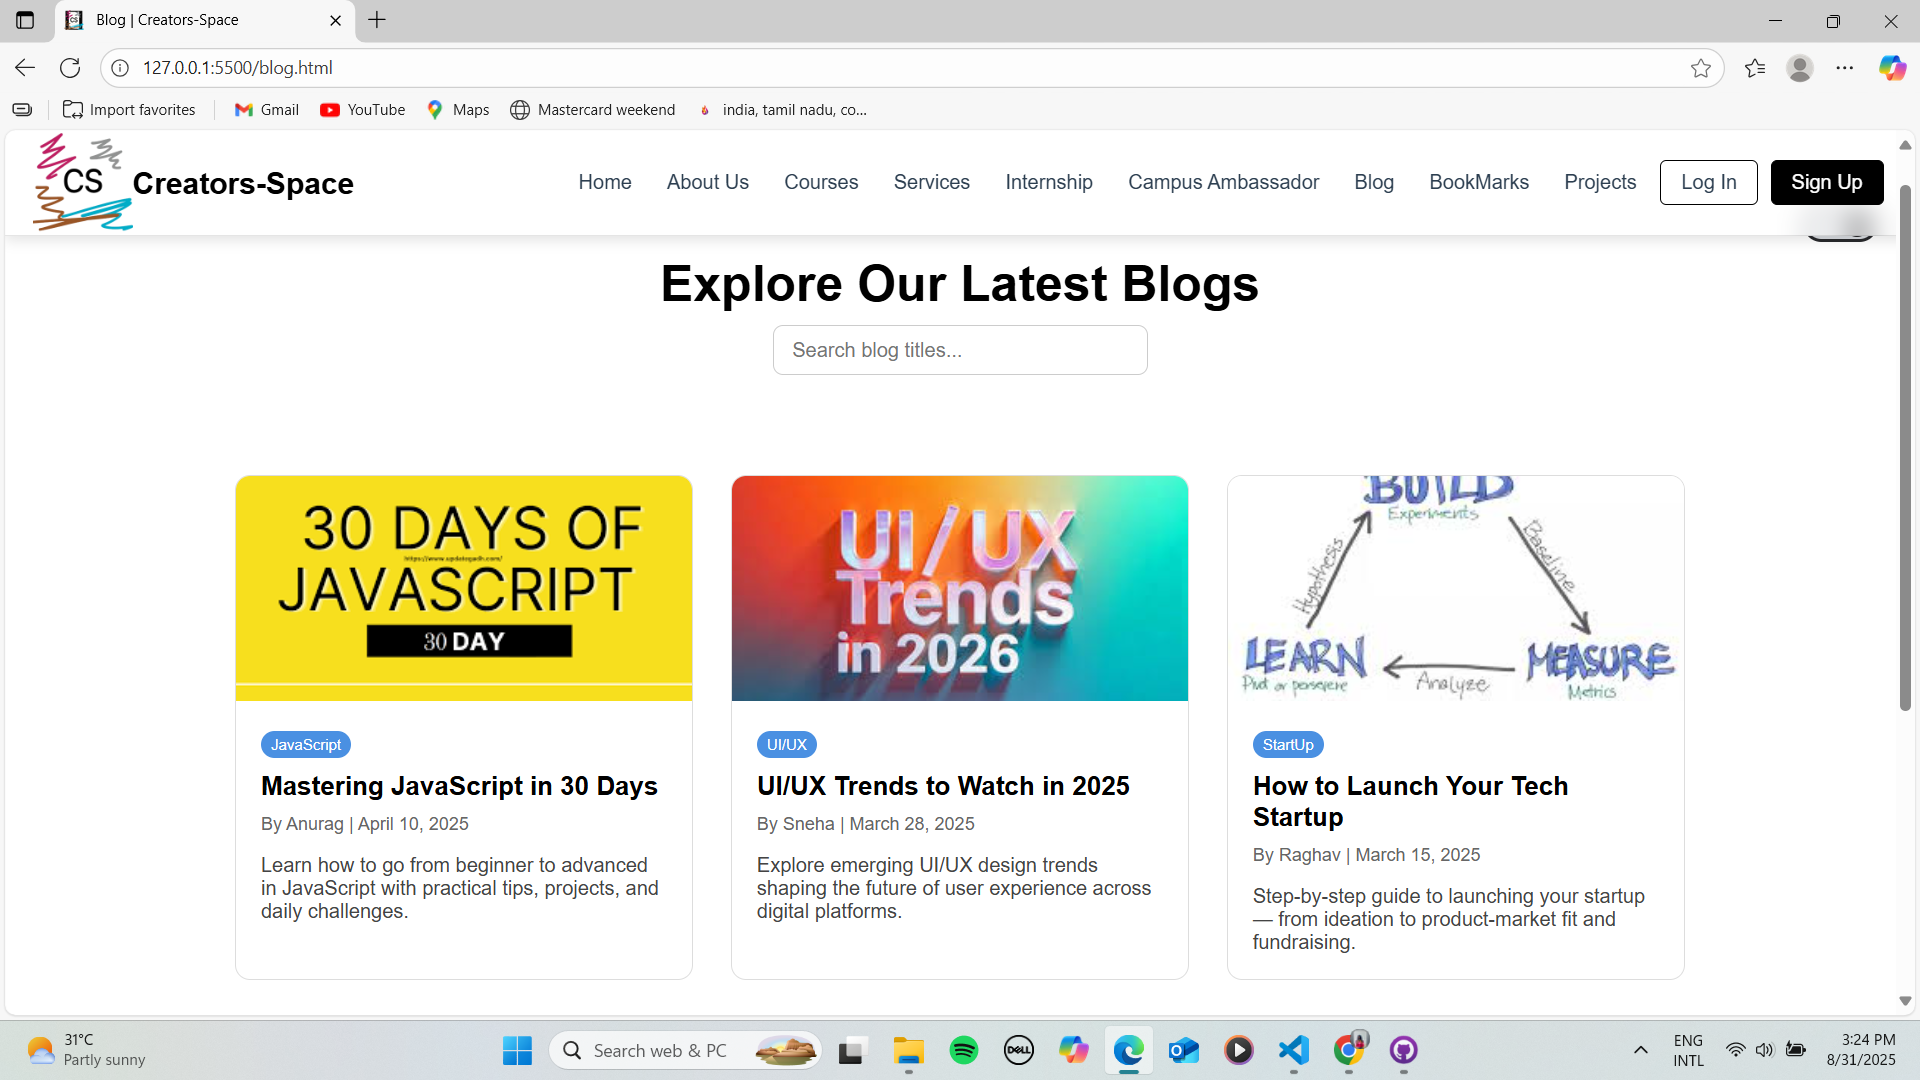 Blog | Creators-Space
127.0.0.1:5500/blog.html
Import favorites
Gmail
YouTube
Maps
Mastercard weekend
india, tamil nadu, co...
CS
Creators-Space
Home
About Us
Courses
Services
Internship
Campus Ambassador
Blog
BookMarks
Projects
Log In
Sign Up
Explore Our Latest Blogs
Search blog titles...
30 DAYS OF
https://www.updategadh.com/
JAVASCRIPT
30 DAY
JavaScript
Mastering JavaScript in 30 Days
By Anurag | April 10, 2025
Learn how to go from beginner to advanced
in JavaScript with practical tips, projects, and
daily challenges.
UI/UX
Trends
in 2026
UI/UX
UI/UX Trends to Watch in 2025
By Sneha | March 28, 2025
Explore emerging UI/UX design trends
shaping the future of user experience across
digital platforms.
BUILD
Experiments
Hypothesis
Baseline
LEARN
Pivot or persevere
MEASURE
Metrics
Analyze
StartUp
How to Launch Your Tech
Startup
By Raghav | March 15, 2025
Step-by-step guide to launching your startup
— from ideation to product-market fit and
fundraising.
31°C
Partly sunny
Search web & PC
DELL
ENG
INTL
3:24 PM
8/31/2025